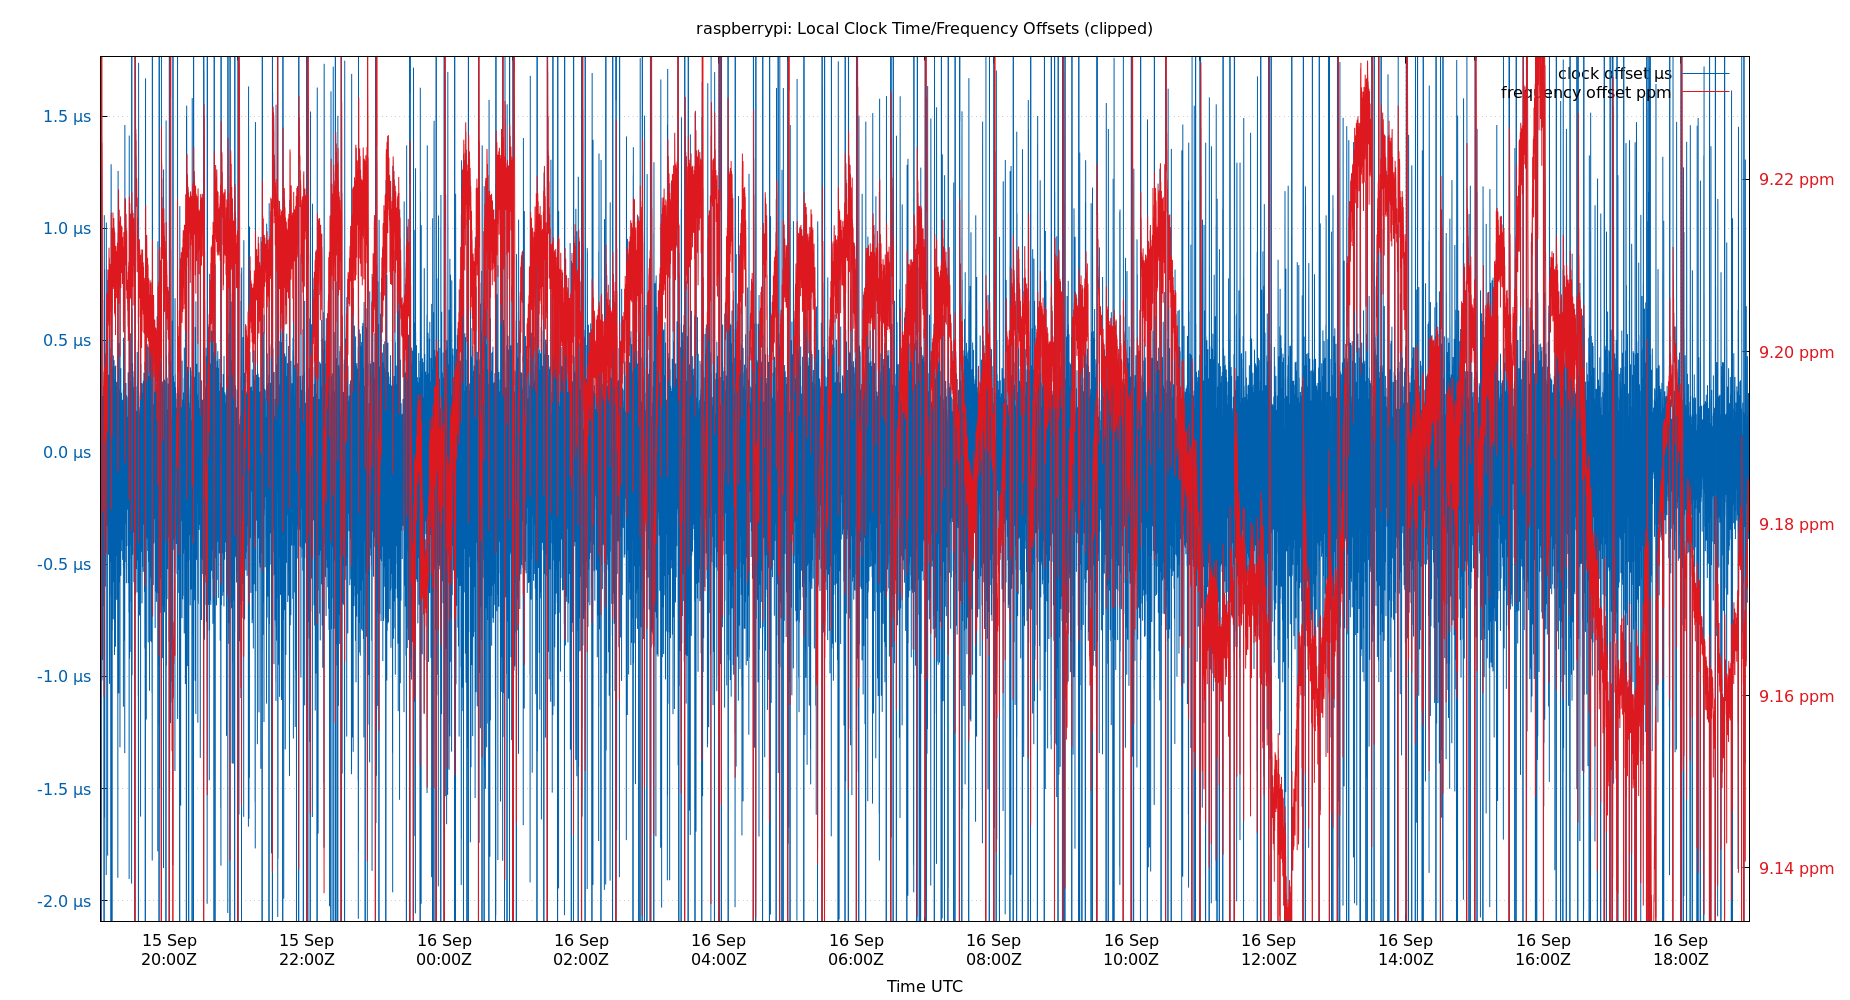 raspberrypi: Local Clock Time/Frequency Offsets (clipped)
clock offset µs
frequency offset ppm
1.5 µs
1.0 µs
0.5 µs
0.0 µs
-0.5 µs
-1.0 µs
-1.5 µs
-2.0 µs
9.22 ppm
9.20 ppm
9.18 ppm
9.16 ppm
9.14 ppm
15 Sep 15 Sep 16 Sep 16 Sep 16 Sep 16 Sep 16 Sep 16 Sep 16 Sep 16 Sep 16 Sep 16 Sep
20:00Z 22:00Z 00:00Z 02:00Z 04:00Z 06:00Z 08:00Z 10:00Z 12:00Z 14:00Z 16:00Z 18:00Z
Time UTC